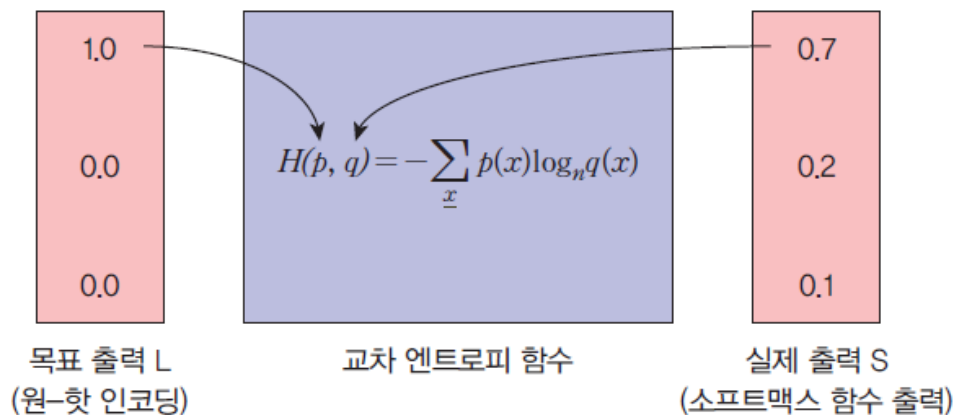 1.0
0.0
0.0
목표 출력 L
(원-핫 인코딩)
H(p, q)=-∑p(x)logₙq(x)
x
교차 엔트로피 함수
0.7
0.2
0.1
실제 출력 S
(소프트맥스 함수 출력)